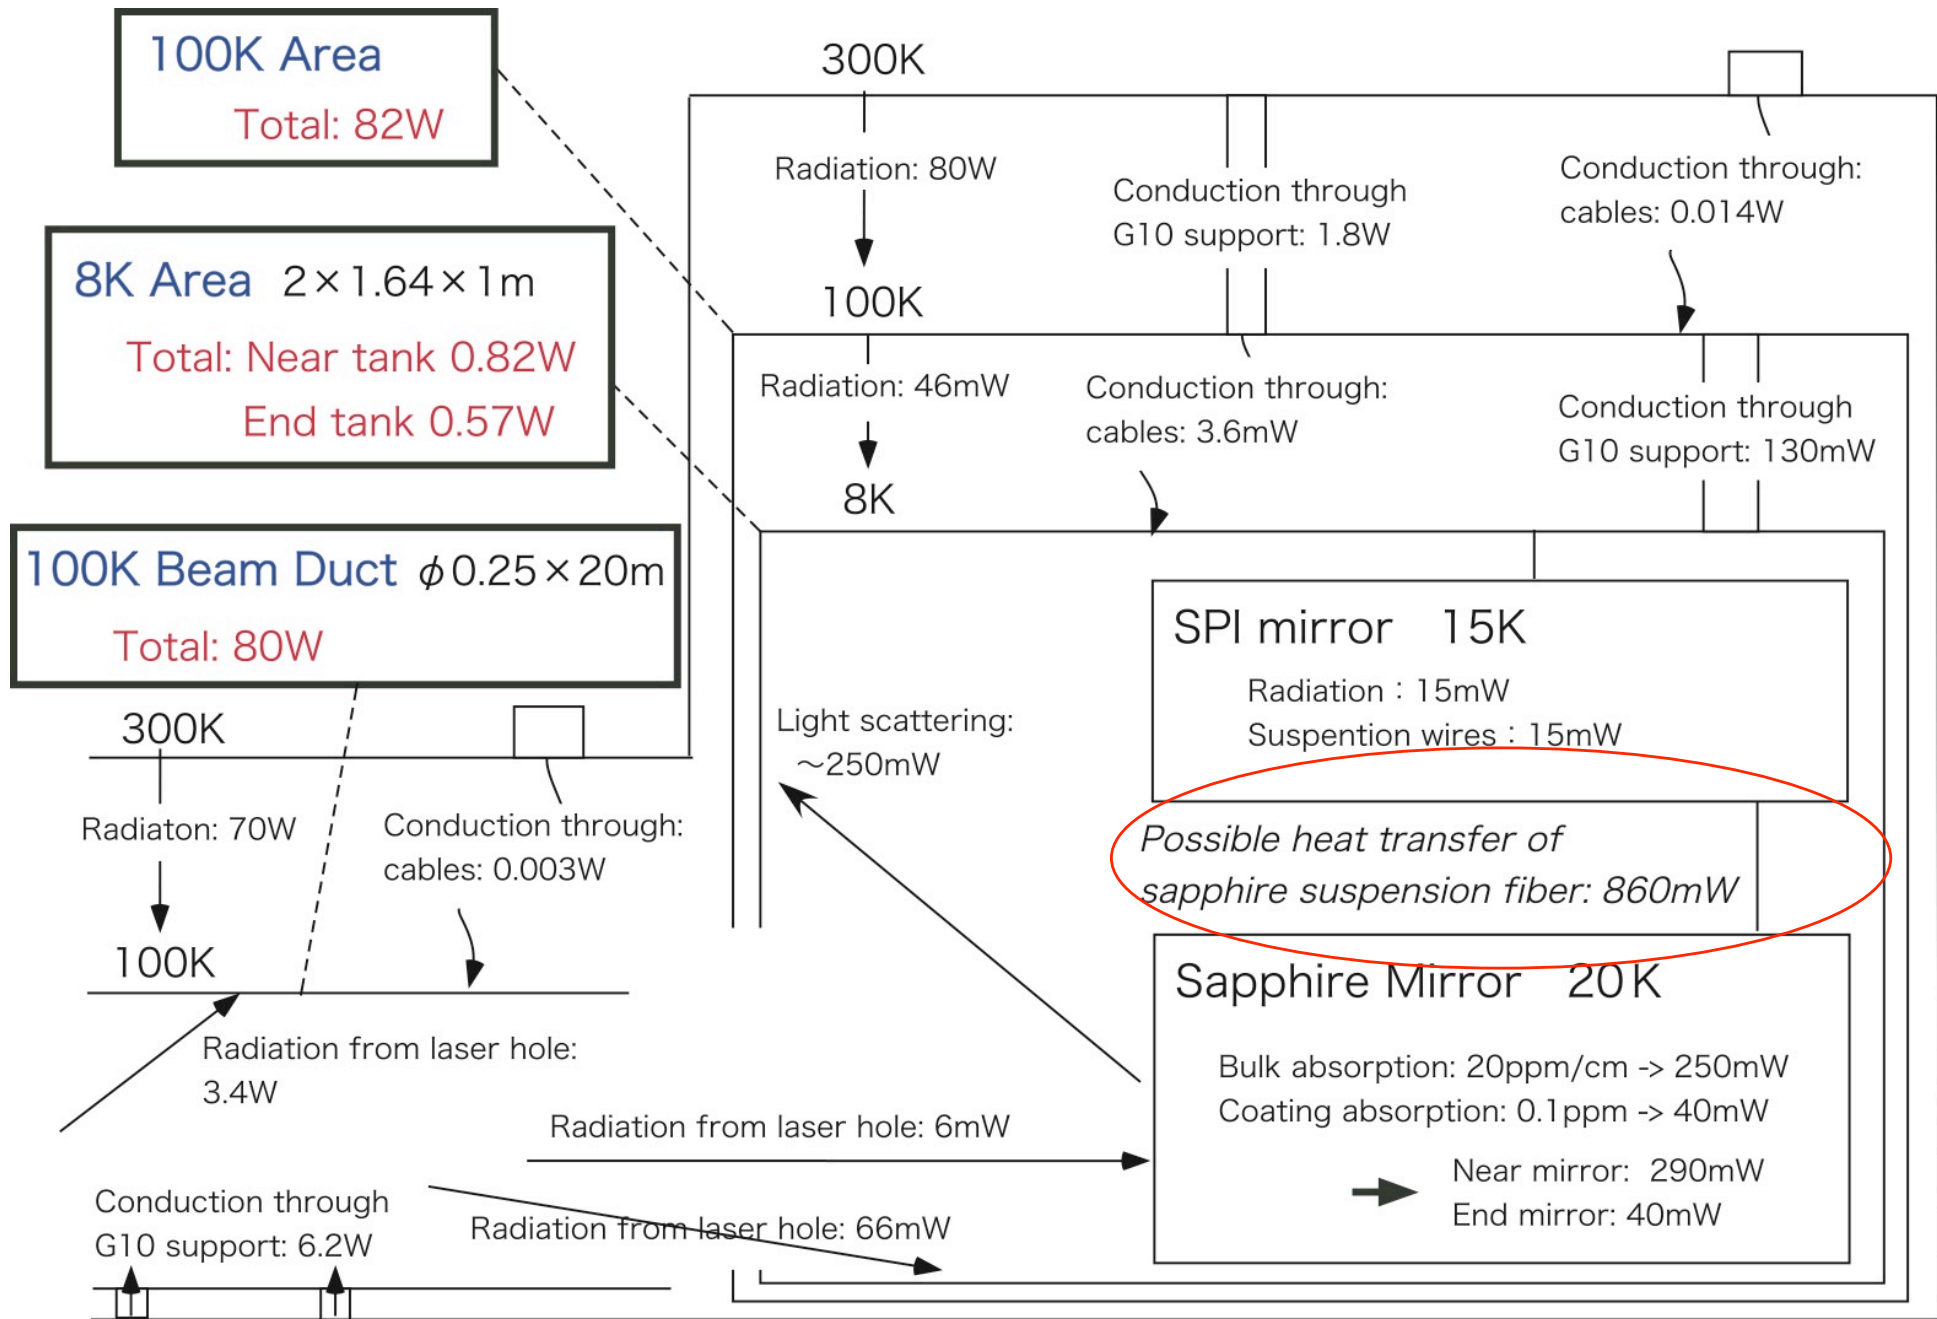 100K Area
Total: 82W
8K Area 2×1.64×1m
Total: Near tank 0.82W
End tank 0.57W
100K Beam Duct ϕ0.25×20m
Total: 80W
300K
Radiation: 80W
100K
Conduction through
G10 support: 1.8W
Conduction through:
cables: 0.014W
Radiation: 46mW
8K
Conduction through:
cables: 3.6mW
Conduction through
G10 support: 130mW
SPI mirror 15K
Radiation : 15mW
Suspention wires : 15mW
Light scattering:
~250mW
Possible heat transfer of
sapphire suspension fiber: 860mW
Sapphire Mirror 20K
Bulk absorption: 20ppm/cm -> 250mW
Coating absorption: 0.1ppm -> 40mW
Near mirror: 290mW
End mirror: 40mW
300K
Radiaton: 70W
100K
Conduction through:
cables: 0.003W
Radiation from laser hole:
3.4W
Radiation from laser hole: 6mW
Radiation from laser hole: 66mW
Conduction through
G10 support: 6.2W